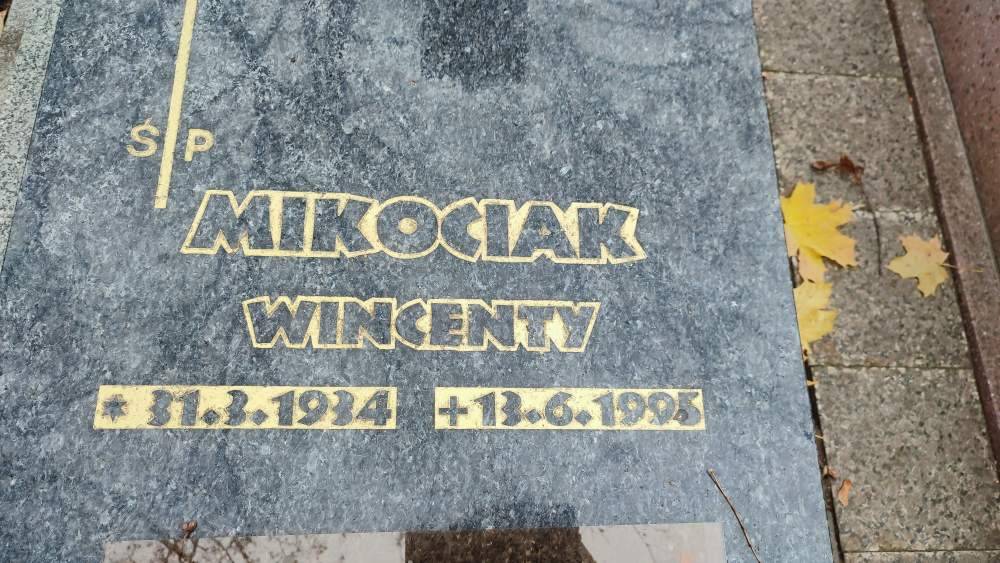 Ś P
MIKOCIAK
WINCENTY
* 31.3.1934 +13.6.1995